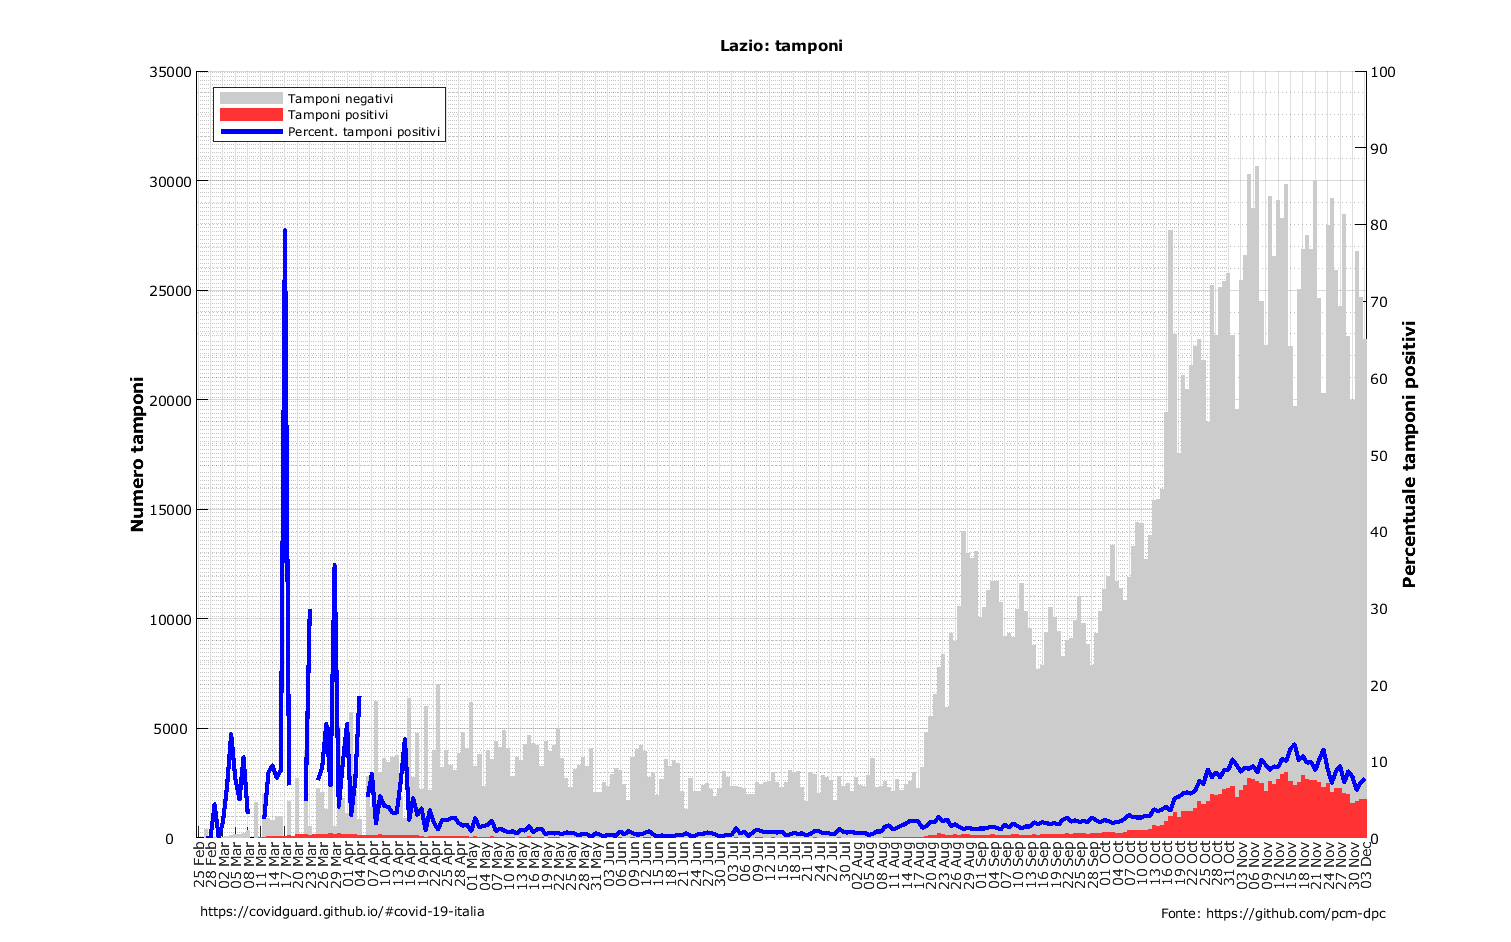 Lazio: tamponi
Tamponi negativi
Tamponi positivi
Percent. tamponi positivi
Numero tamponi
35000
30000
25000
20000
15000
10000
5000
0
Percentuale tamponi positivi
100
90
80
70
60
50
40
30
20
10
0
25 Feb
28 Feb
02 Mar
05 Mar
08 Mar
11 Mar
14 Mar
17 Mar
20 Mar
23 Mar
26 Mar
29 Mar
01 Apr
04 Apr
07 Apr
10 Apr
13 Apr
16 Apr
19 Apr
22 Apr
25 Apr
28 Apr
01 May
04 May
07 May
10 May
13 May
16 May
19 May
22 May
25 May
28 May
31 May
03 Jun
06 Jun
09 Jun
12 Jun
15 Jun
18 Jun
21 Jun
24 Jun
27 Jun
30 Jun
03 Jul
06 Jul
09 Jul
12 Jul
15 Jul
18 Jul
21 Jul
24 Jul
27 Jul
30 Jul
02 Aug
05 Aug
08 Aug
11 Aug
14 Aug
17 Aug
20 Aug
23 Aug
26 Aug
29 Aug
01 Sep
04 Sep
07 Sep
10 Sep
13 Sep
16 Sep
19 Sep
22 Sep
25 Sep
28 Sep
01 Oct
04 Oct
07 Oct
10 Oct
13 Oct
16 Oct
19 Oct
22 Oct
25 Oct
28 Oct
31 Oct
03 Nov
06 Nov
09 Nov
12 Nov
15 Nov
18 Nov
21 Nov
24 Nov
27 Nov
30 Nov
03 Dec
https://covidguard.github.io/#covid-19-italia
Fonte: https://github.com/pcm-dpc